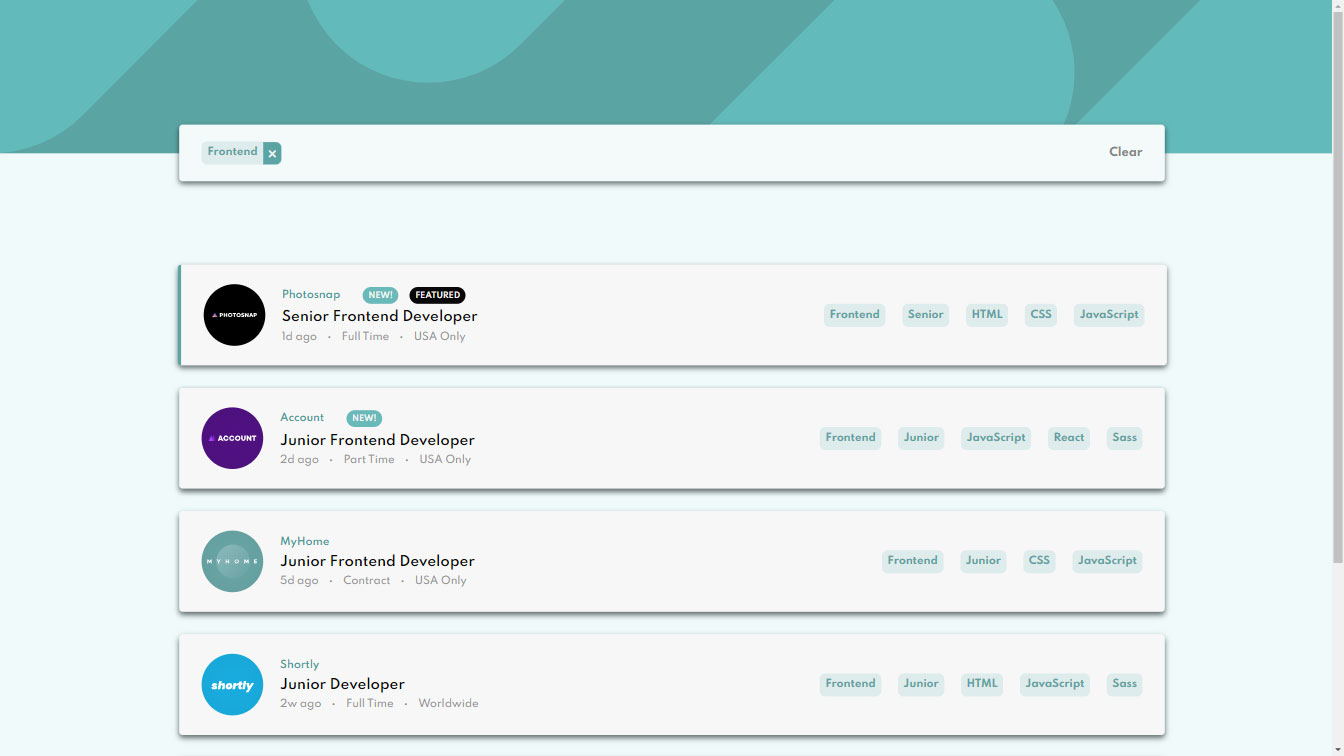 Frontend × Clear
PHOTOSNAP
Photosnap NEW! FEATURED
Senior Frontend Developer
1d ago • Full Time • USA Only
Frontend Senior HTML CSS JavaScript
ACCOUNT
Account NEW!
Junior Frontend Developer
2d ago • Part Time • USA Only
Frontend Junior JavaScript React Sass
MYHOME
MyHome
Junior Frontend Developer
5d ago • Contract • USA Only
Frontend Junior CSS JavaScript
shortly
Shortly
Junior Developer
2w ago • Full Time • Worldwide
Frontend Junior HTML JavaScript Sass